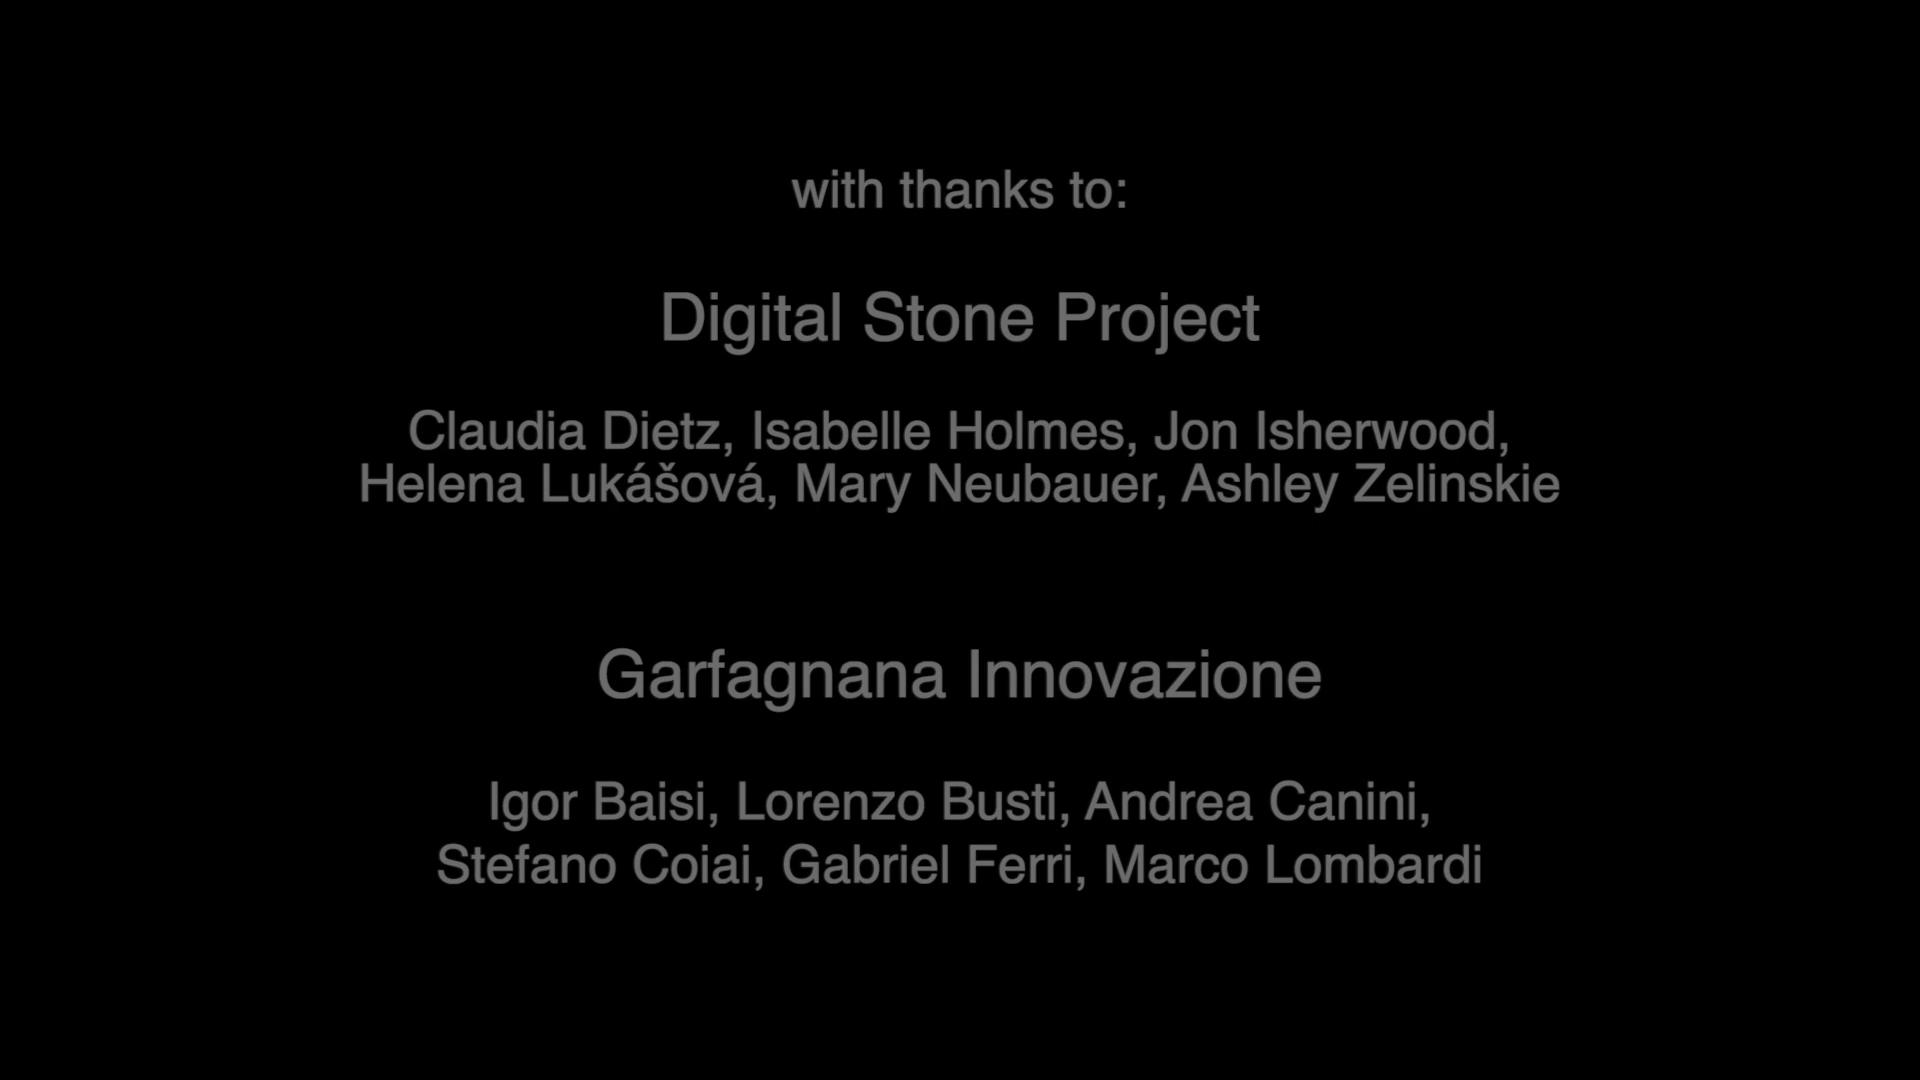 with thanks to:
Digital Stone Project
Claudia Dietz, Isabelle Holmes, Jon Isherwood,
Helena Lukášová, Mary Neubauer, Ashley Zelinskie
Garfagnana Innovazione
Igor Baisi, Lorenzo Busti, Andrea Canini,
Stefano Coiai, Gabriel Ferri, Marco Lombardi